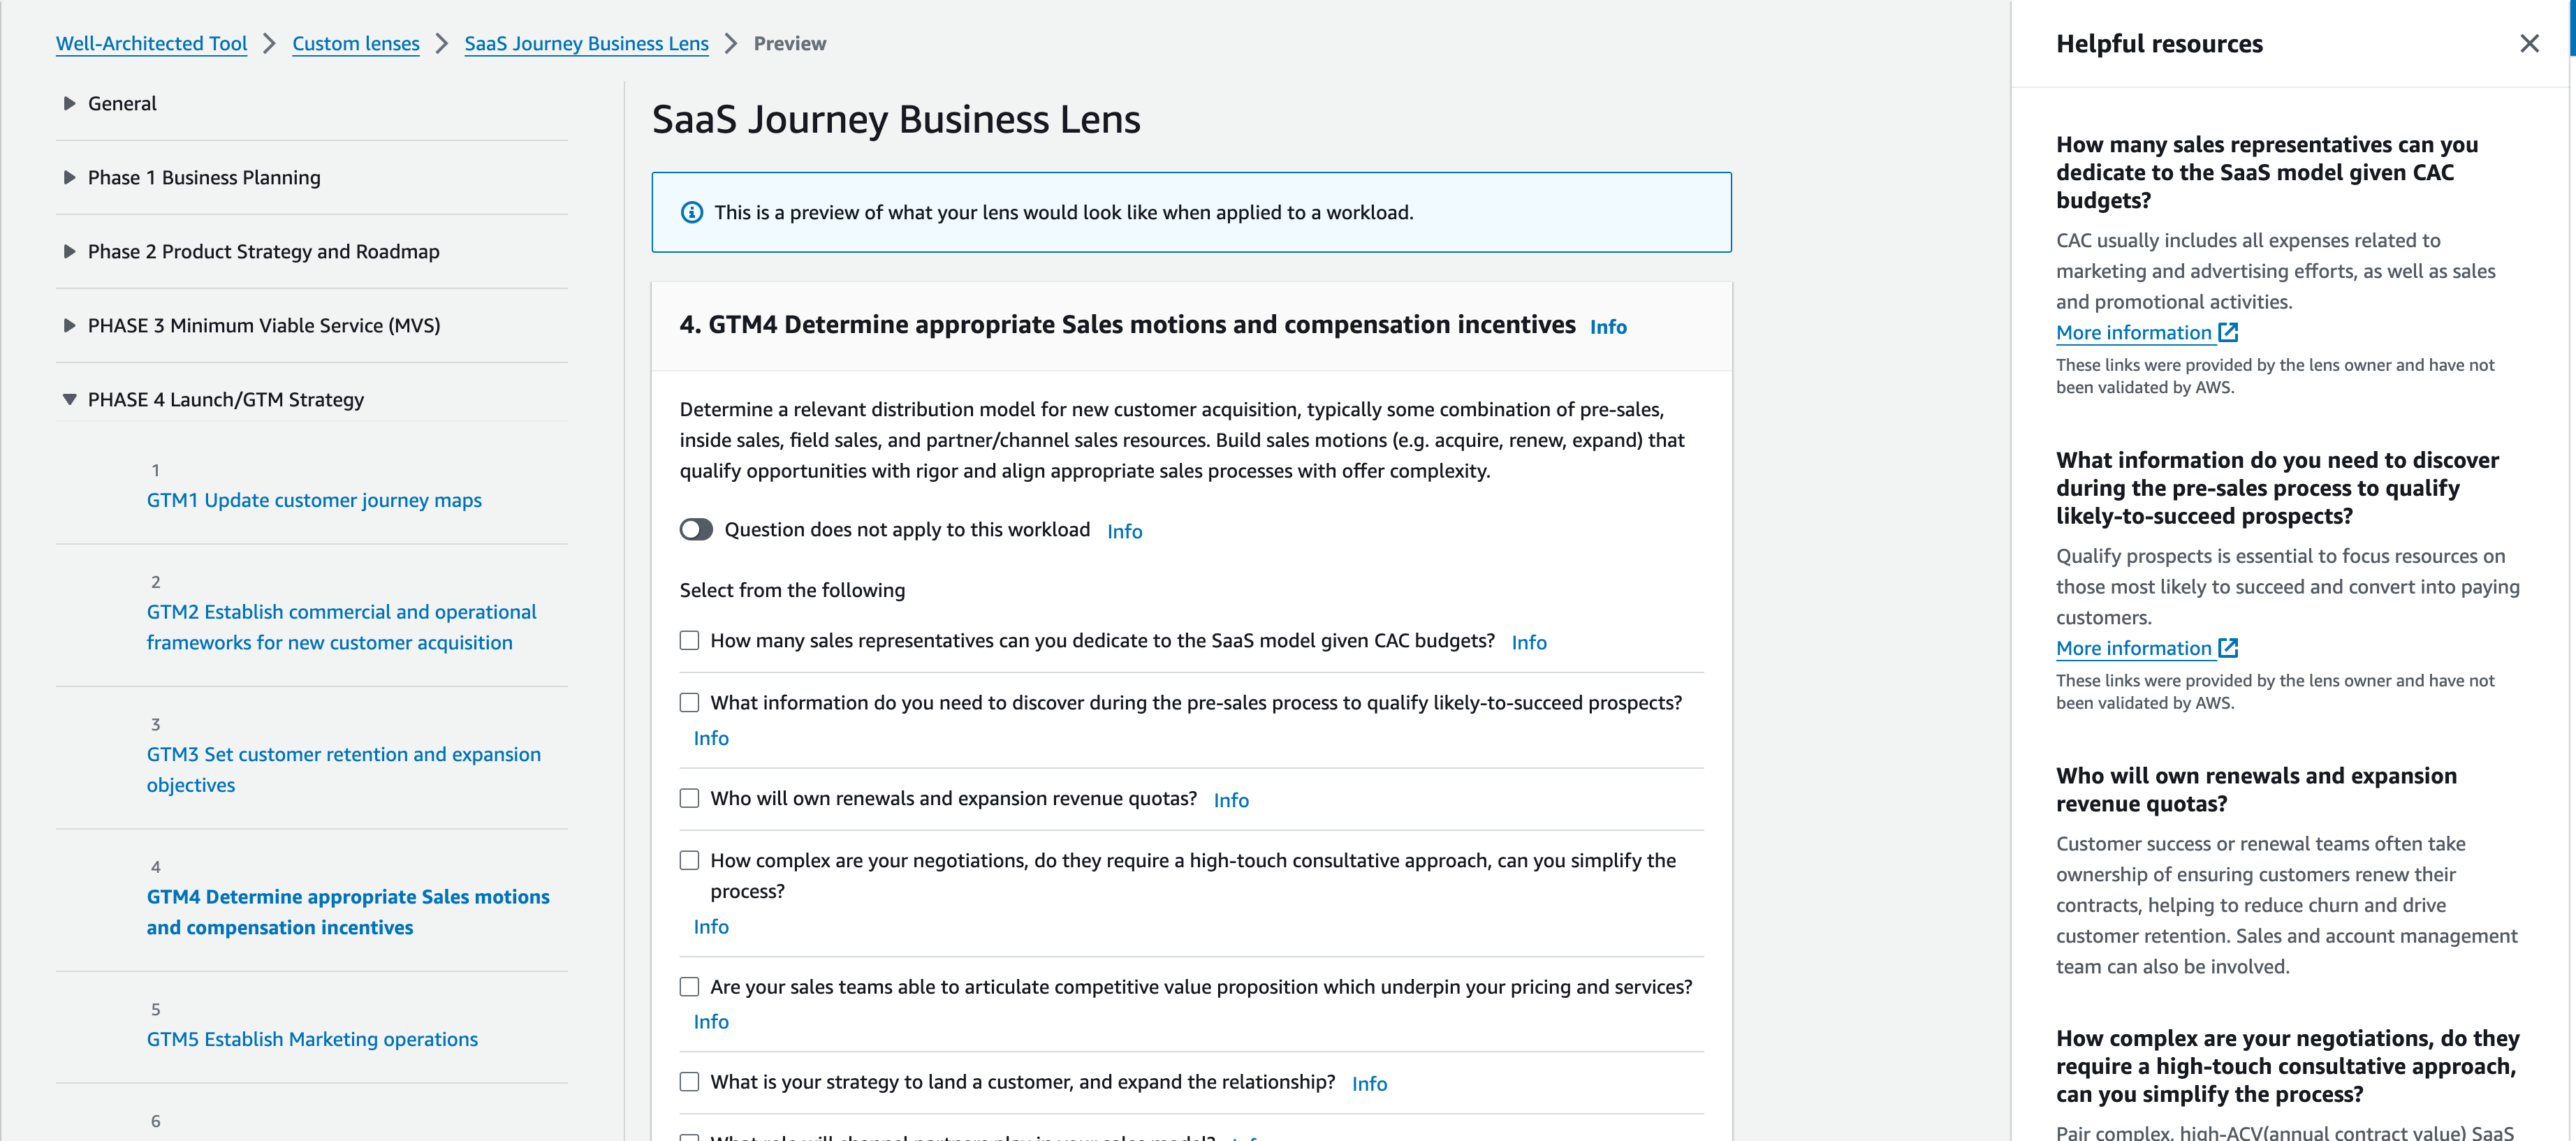 Well-Architected Tool > Custom lenses > SaaS Journey Business Lens > Preview
General
Phase 1 Business Planning
Phase 2 Product Strategy and Roadmap
PHASE 3 Minimum Viable Service (MVS)
PHASE 4 Launch/GTM Strategy
1
GTM1 Update customer journey maps
2
GTM2 Establish commercial and operational
frameworks for new customer acquisition
3
GTM3 Set customer retention and expansion
objectives
4
GTM4 Determine appropriate Sales motions
and compensation incentives
5
GTM5 Establish Marketing operations
6
SaaS Journey Business Lens
This is a preview of what your lens would look like when applied to a workload.
4. GTM4 Determine appropriate Sales motions and compensation incentives Info
Determine a relevant distribution model for new customer acquisition, typically some combination of pre-sales,
inside sales, field sales, and partner/channel sales resources. Build sales motions (e.g. acquire, renew, expand) that
qualify opportunities with rigor and align appropriate sales processes with offer complexity.
Question does not apply to this workload Info
Select from the following
How many sales representatives can you dedicate to the SaaS model given CAC budgets? Info
What information do you need to discover during the pre-sales process to qualify likely-to-succeed prospects?
Info
Who will own renewals and expansion revenue quotas? Info
How complex are your negotiations, do they require a high-touch consultative approach, can you simplify the
process?
Info
Are your sales teams able to articulate competitive value proposition which underpin your pricing and services?
Info
What is your strategy to land a customer, and expand the relationship? Info
What role will channel partners play in your sales model? Info
Helpful resources
How many sales representatives can you
dedicate to the SaaS model given CAC
budgets?
CAC usually includes all expenses related to
marketing and advertising efforts, as well as sales
and promotional activities.
More information
These links were provided by the lens owner and have not
been validated by AWS.
What information do you need to discover
during the pre-sales process to qualify
likely-to-succeed prospects?
Qualify prospects is essential to focus resources on
those most likely to succeed and convert into paying
customers.
More information
These links were provided by the lens owner and have not
been validated by AWS.
Who will own renewals and expansion
revenue quotas?
Customer success or renewal teams often take
ownership of ensuring customers renew their
contracts, helping to reduce churn and drive
customer retention. Sales and account management
team can also be involved.
How complex are your negotiations, do they
require a high-touch consultative approach,
can you simplify the process?
Pair complex, high-ACV(annual contract value) SaaS